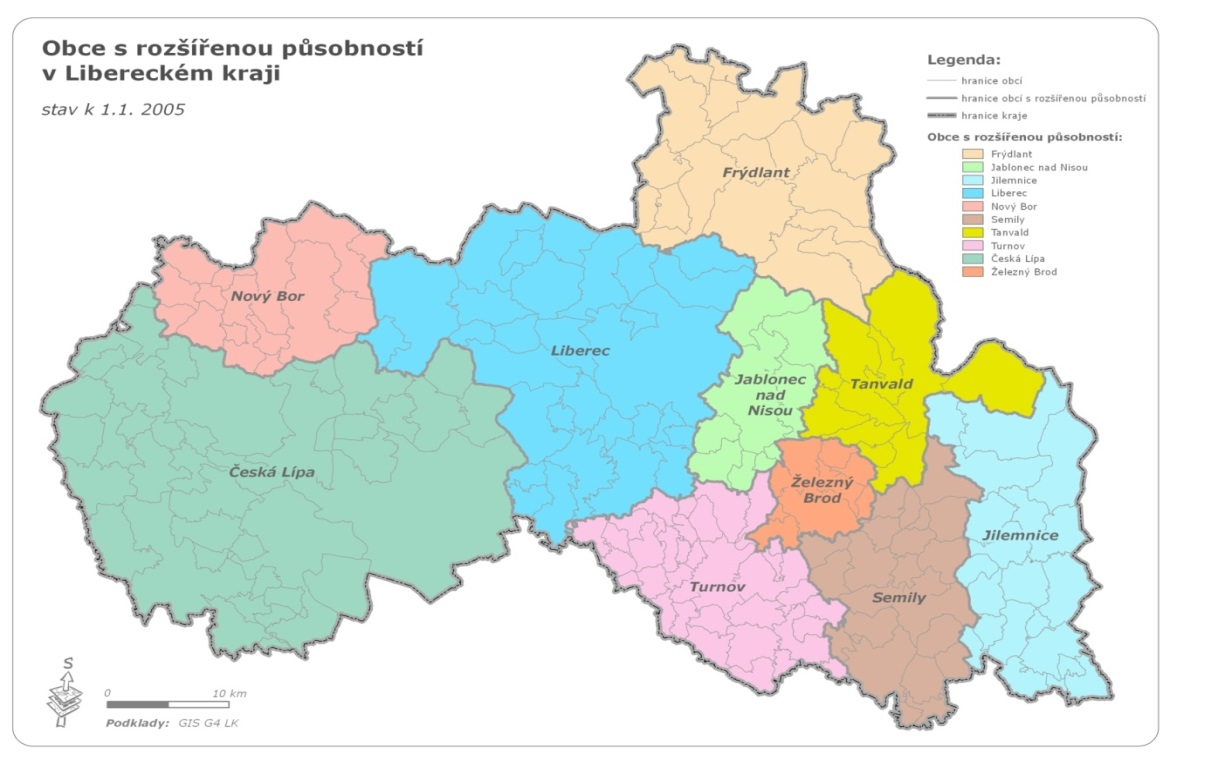 Obce s rozšířenou působností
v Libereckém kraji
stav k 1.1. 2005
Legenda:
hranice obcí
hranice obcí s rozšířenou působností
hranice kraje
Obce s rozšířenou působností:
Frýdlant
Jablonec nad Nisou
Jilemnice
Liberec
Nový Bor
Semily
Tanvald
Turnov
Česká Lípa
Železný Brod
Frýdlant
Nový Bor
Liberec
Jablonec
nad
Nisou
Tanvald
Česká Lípa
Železný
Brod
Jilemnice
Turnov
Semily
S
0 10 km
Podklady: GIS G4 LK